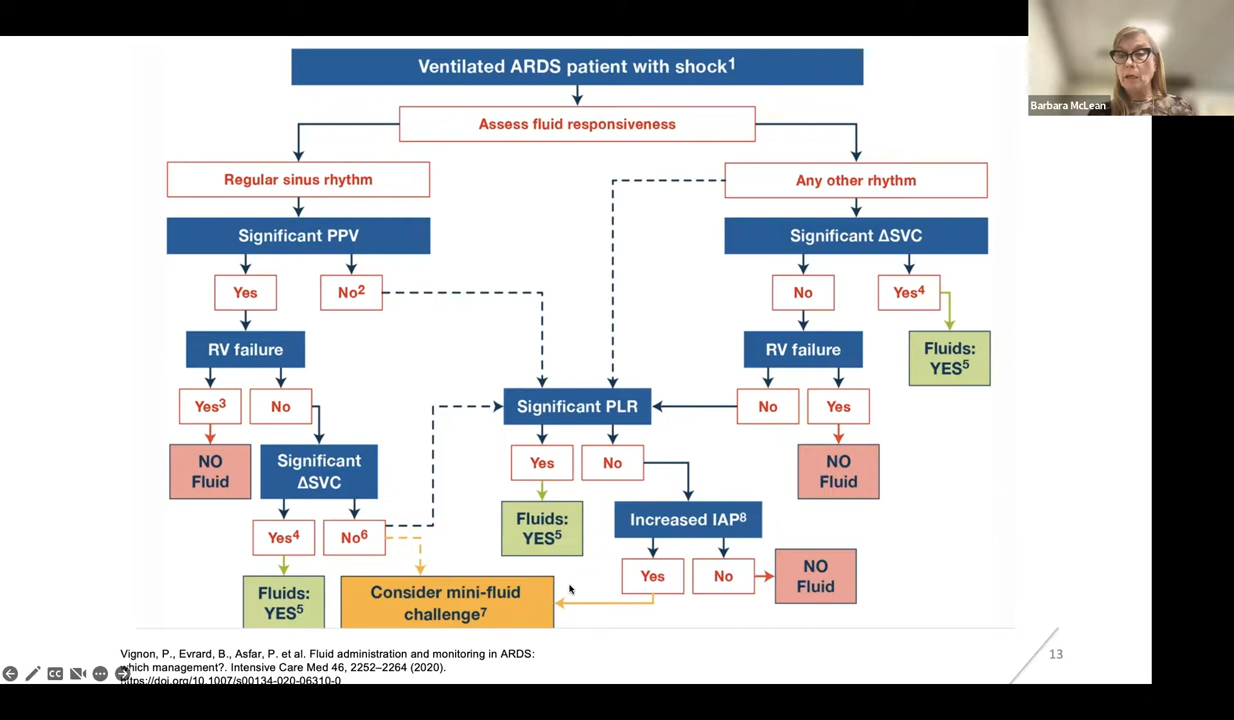 Ventilated ARDS patient with shock1
Barbara McLean
Assess fluid responsiveness
Regular sinus rhythm
Any other rhythm
Significant PPV
Significant ΔSVC
Yes
No2
No
Yes4
RV failure
RV failure
Fluids:
YES5
Yes3
No
Significant PLR
No
Yes
NO
Fluid
Significant
ΔSVC
Yes
No
NO
Fluid
Yes4
No6
Fluids:
YES5
Increased IAP8
Fluids:
YES5
Consider mini-fluid
challenge7
Yes
No
NO
Fluid
Vignon, P., Evrard, B., Asfar, P. et al. Fluid administration and monitoring in ARDS:
which management?. Intensive Care Med 46, 2252–2264 (2020).
https://doi.org/10.1007/s00134-020-06310-0
13
CC